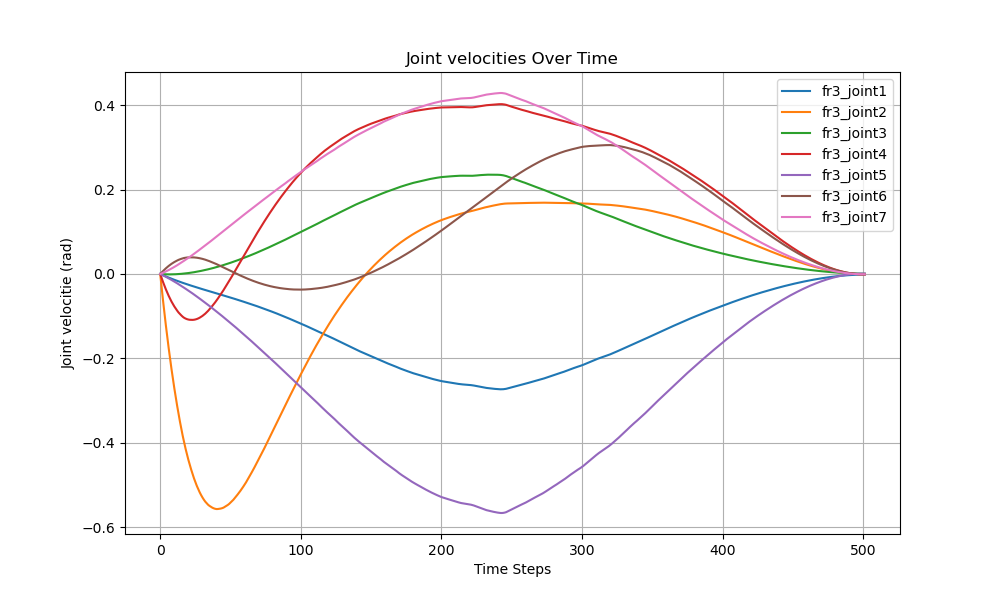 Joint velocities Over Time
Joint velocitie (rad)
0.4
0.2
0.0
−0.2
−0.4
−0.6
fr3_joint1
fr3_joint2
fr3_joint3
fr3_joint4
fr3_joint5
fr3_joint6
fr3_joint7
0 100 200 300 400 500
Time Steps